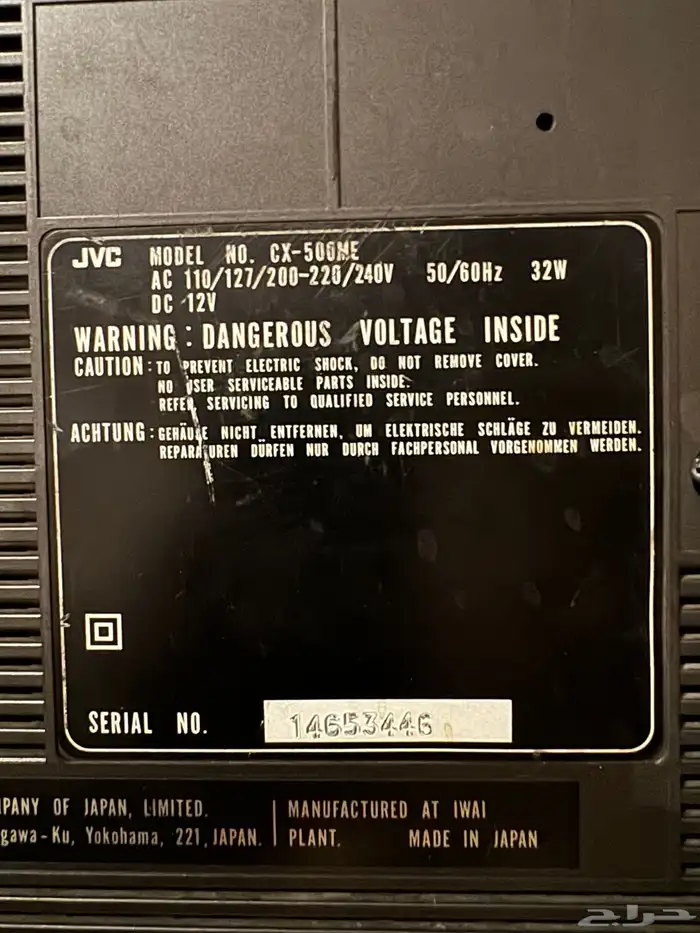 JVC MODEL NO. CX-500ME
AC 110/127/200-220/240V 50/60Hz 32W
DC 12V
WARNING : DANGEROUS VOLTAGE INSIDE
CAUTION : TO PREVENT ELECTRIC SHOCK, DO NOT REMOVE COVER.
NO USER SERVICEABLE PARTS INSIDE.
REFER SERVICING TO QUALIFIED SERVICE PERSONNEL.
ACHTUNG : GEHÄUSE NICHT ENTFERNEN, UM ELEKTRISCHE SCHLÄGE ZU VERMEIDEN.
REPARATUREN DÜRFEN NUR DURCH FACHPERSONAL VORGENOMMEN WERDEN.
SERIAL NO. 14653446
PANY OF JAPAN, LIMITED.
gawa-Ku, Yokohama, 221, JAPAN.
MANUFACTURED AT IWAI
PLANT. MADE IN JAPAN
حراج